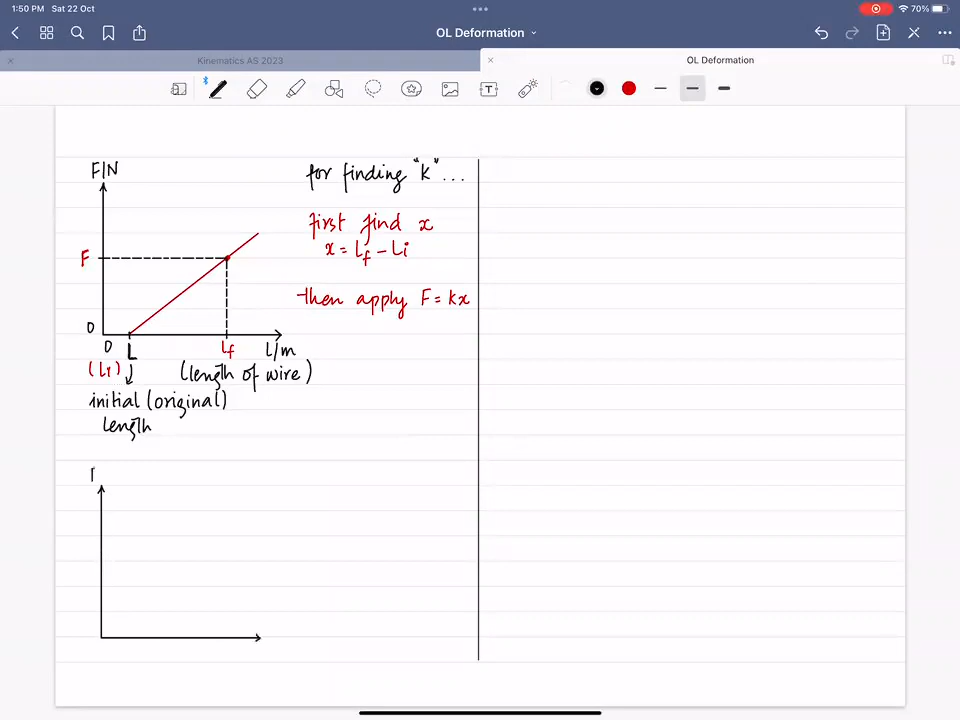 1:50 PM Sat 22 Oct
70%
OL Deformation
Kinematics AS 2023
OL Deformation
T
F/N
for finding "k"...
first find x
x = lf - Li
F
then apply F = kx
0
0 L lf l/m
(Li) (length of wire)
initial (original)
length